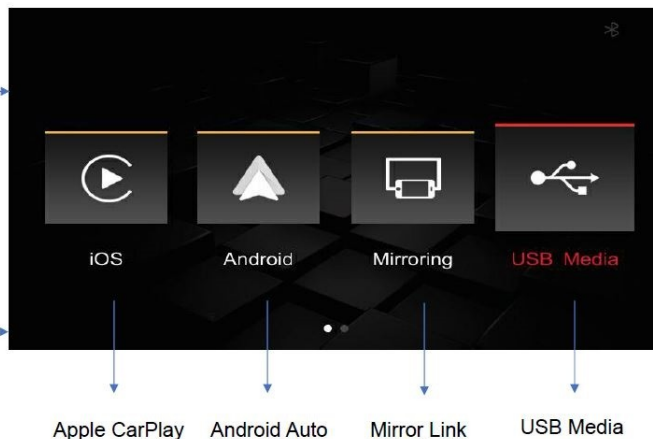 iOS
Android
Mirroring
USB Media
Apple CarPlay
Android Auto
Mirror Link
USB Media